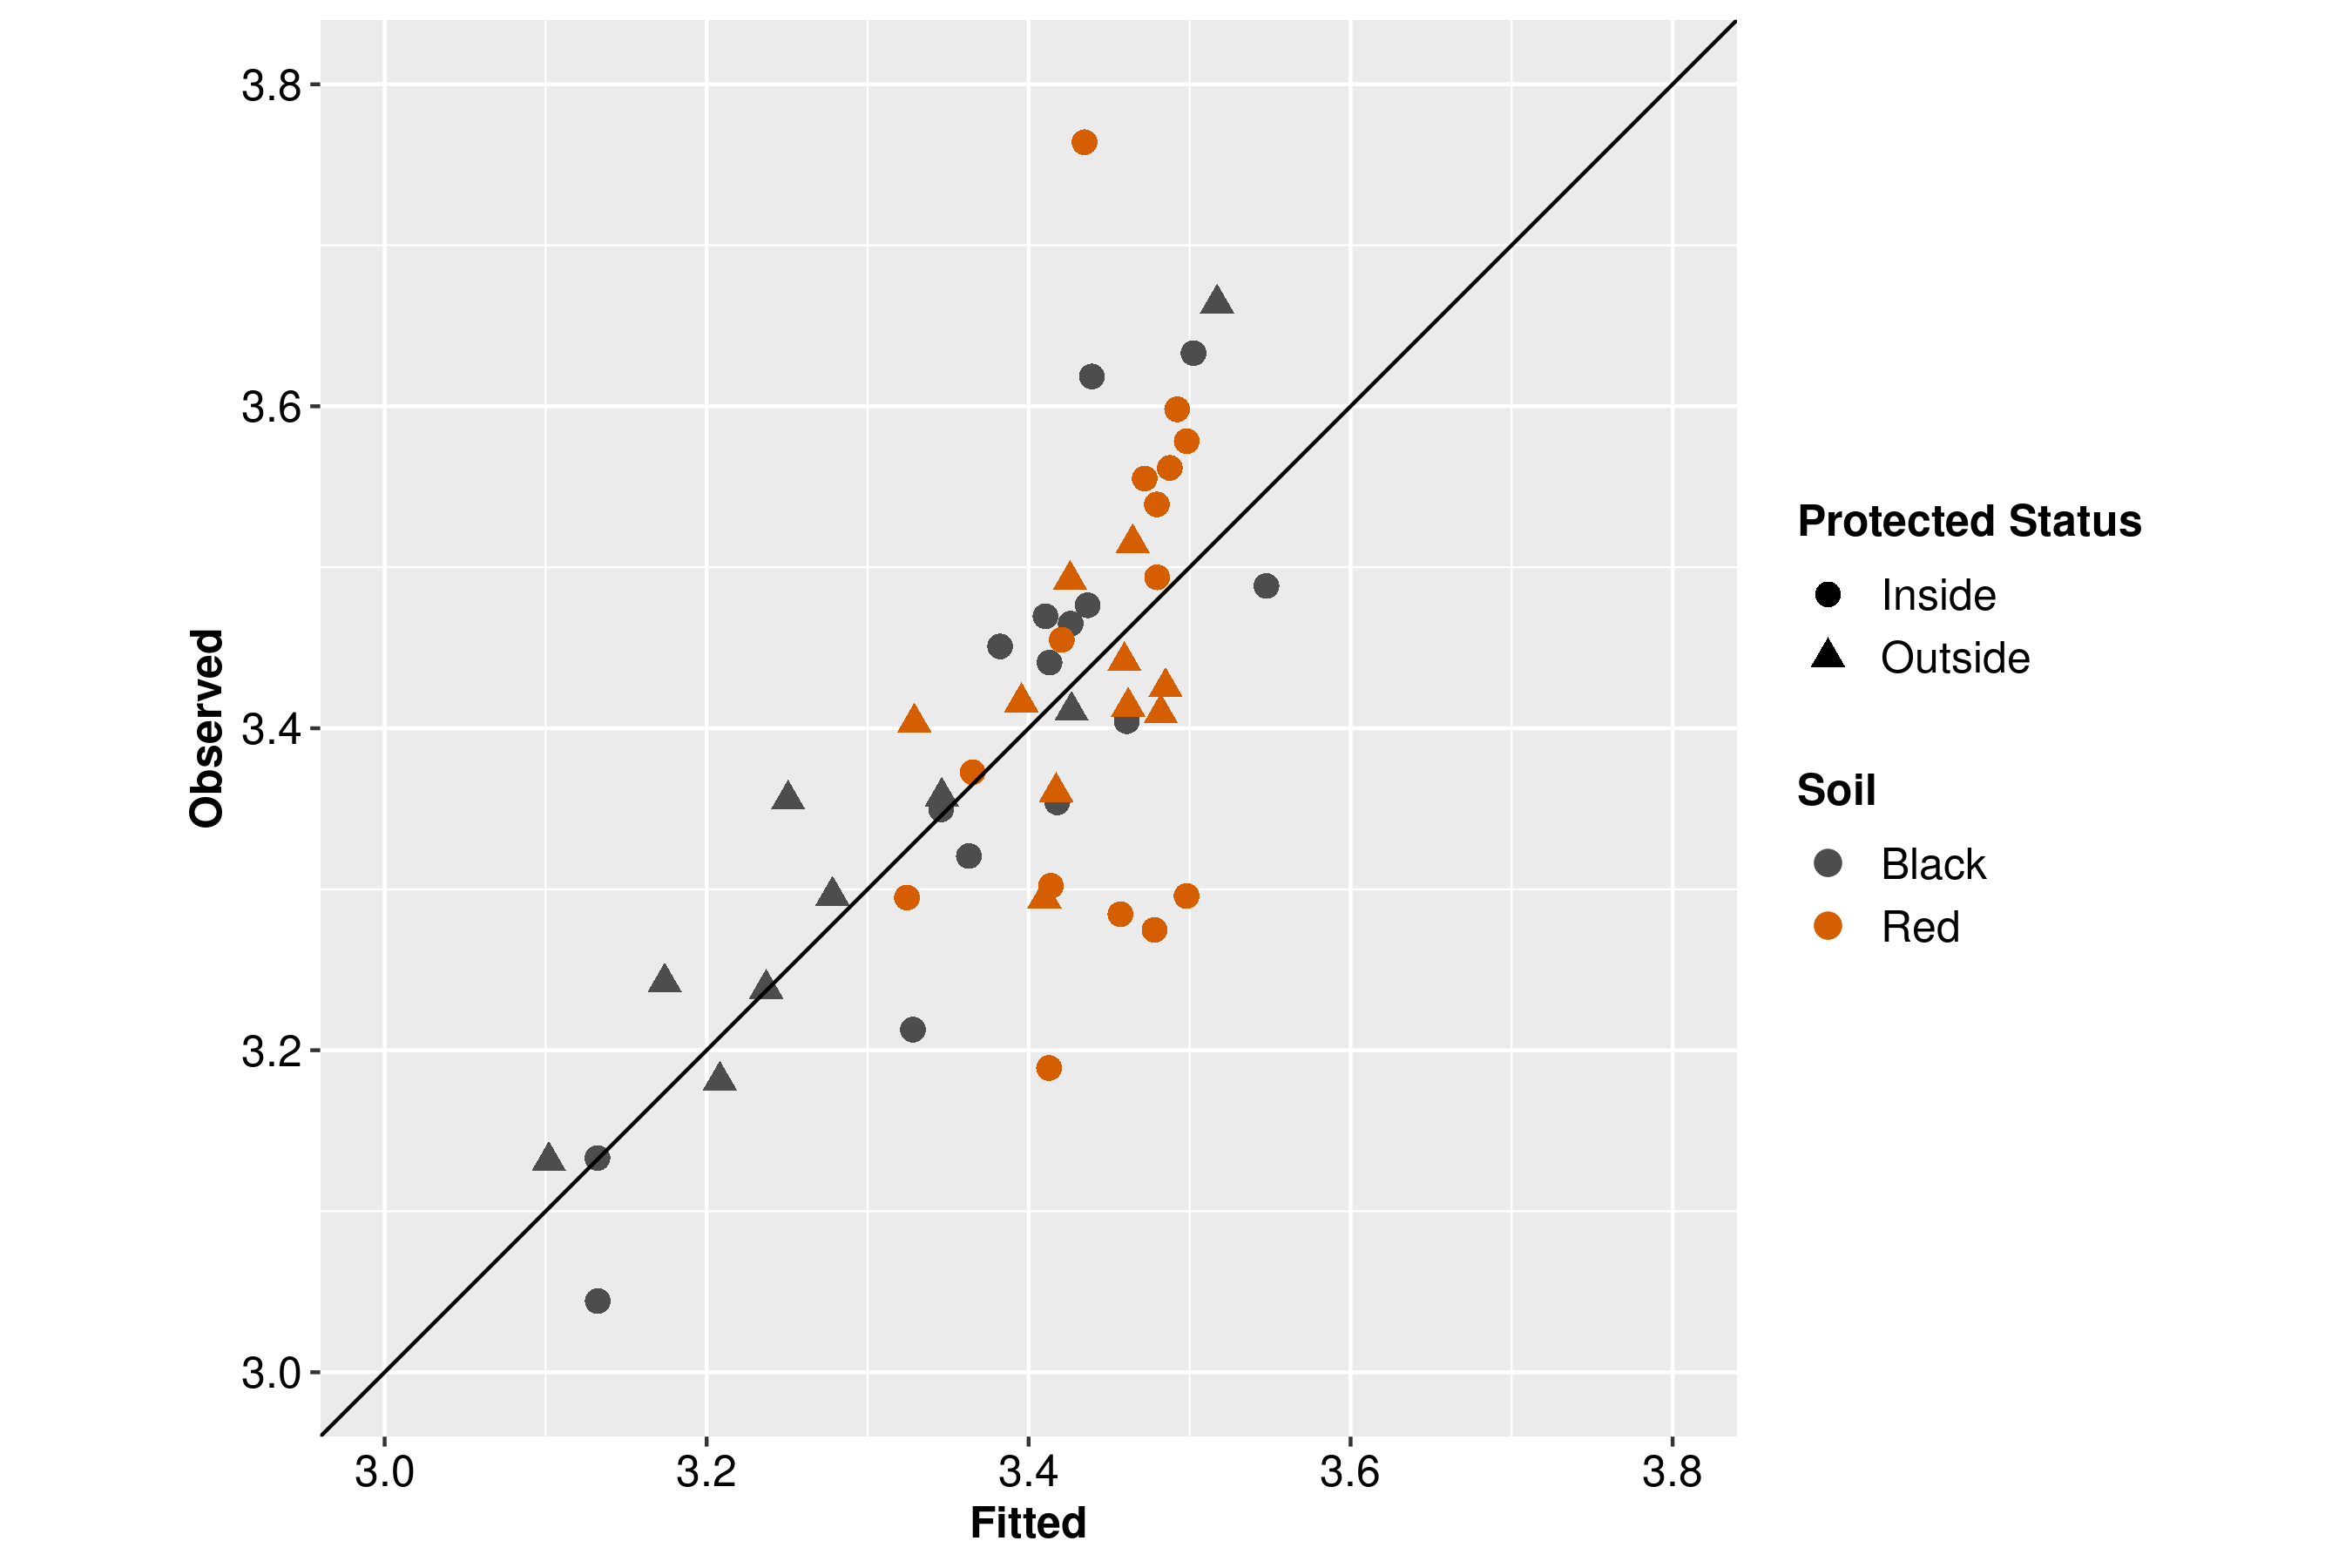 3.8
3.6
3.4
3.2
3.0
Observed
3.0 3.2 3.4 3.6 3.8
Fitted
Protected Status
Inside
Outside
Soil
Black
Red